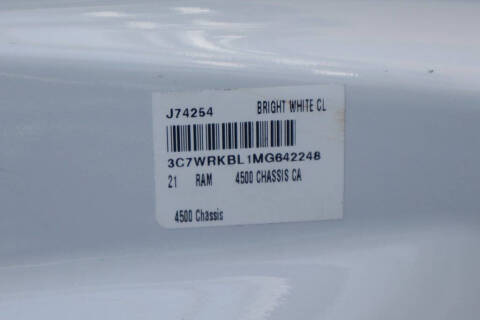 J74254 BRIGHT WHITE CL
3C7WRKBL1MG642248
21 RAM 4500 CHASSIS CA
4500 Chassis